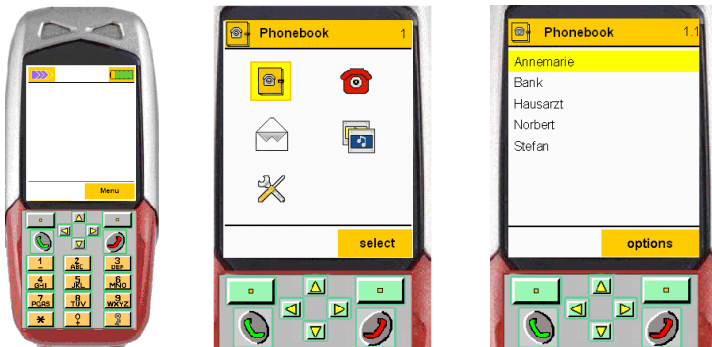 Menu
1
2
ABC
3
DEF
4
GHI
5
JKL
6
MNO
7
PQRS
8
TUV
9
WXYZ
*
0
+
Phonebook 1
select
Phonebook 1.1
Annemarie
Bank
Hausarzt
Norbert
Stefan
options